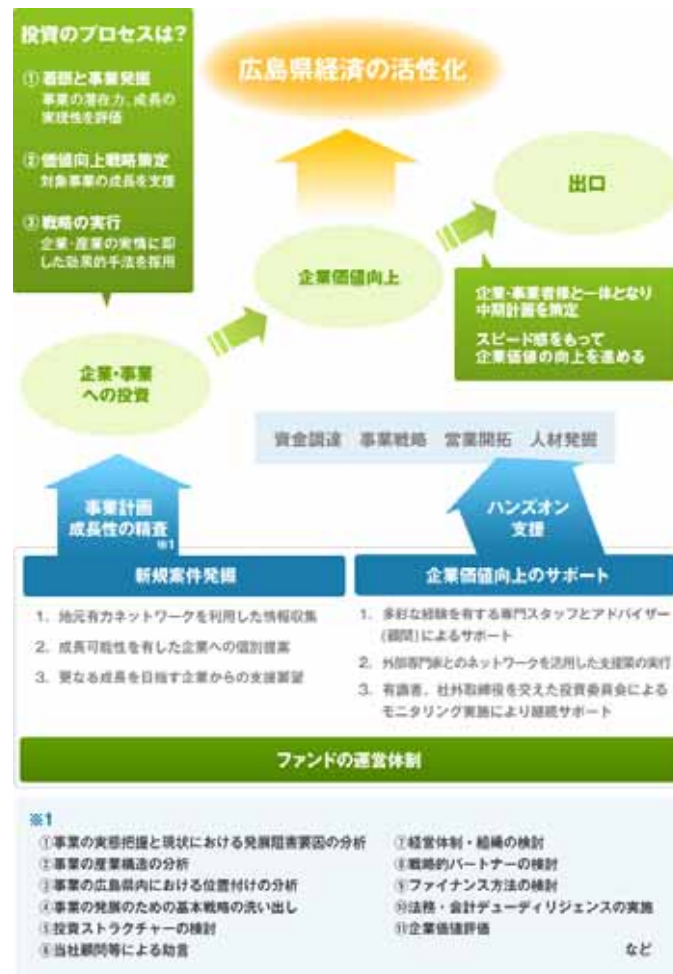 投資のプロセスは?
① 着眼と事業発掘
事業の潜在力、成長の
実現性を評価
② 価値向上戦略策定
対象事業の成長を支援
③ 戦略の実行
企業・産業の実情に即
した効果的手法を採用
広島県経済の活性化
出口
企業価値向上
企業・事業者様と一体となり
中期計画を策定
スピード感をもって
企業価値の向上を進める
企業・事業
への投資
資金調達 事業戦略 営業開拓 人材発掘
事業計画
成長性の精査
※1
ハンズオン
支援
新規案件発掘
1. 地元有力ネットワークを利用した情報収集
2. 成長可能性を有した企業への個別提案
3. 更なる成長を目指す企業からの支援要望
企業価値向上のサポート
1. 多彩な経験を有する専門スタッフとアドバイザー
(顧問)によるサポート
2. 外部専門家とのネットワークを活用した支援策の実行
3. 有識者、社外取締役を交えた投資委員会による
モニタリング実施により継続サポート
ファンドの運営体制
※1
①事業の実態把握と現状における発展阻害要因の分析
②事業の産業構造の分析
③事業の広島県内における位置付けの分析
④事業の発展のための基本戦略の洗い出し
⑤投資ストラクチャーの検討
⑥当社顧問等による助言
⑦経営体制・組織の検討
⑧戦略的パートナーの検討
⑨ファイナンス方法の検討
⑩法務・会計デューディリジェンスの実施
⑪企業価値評価
など